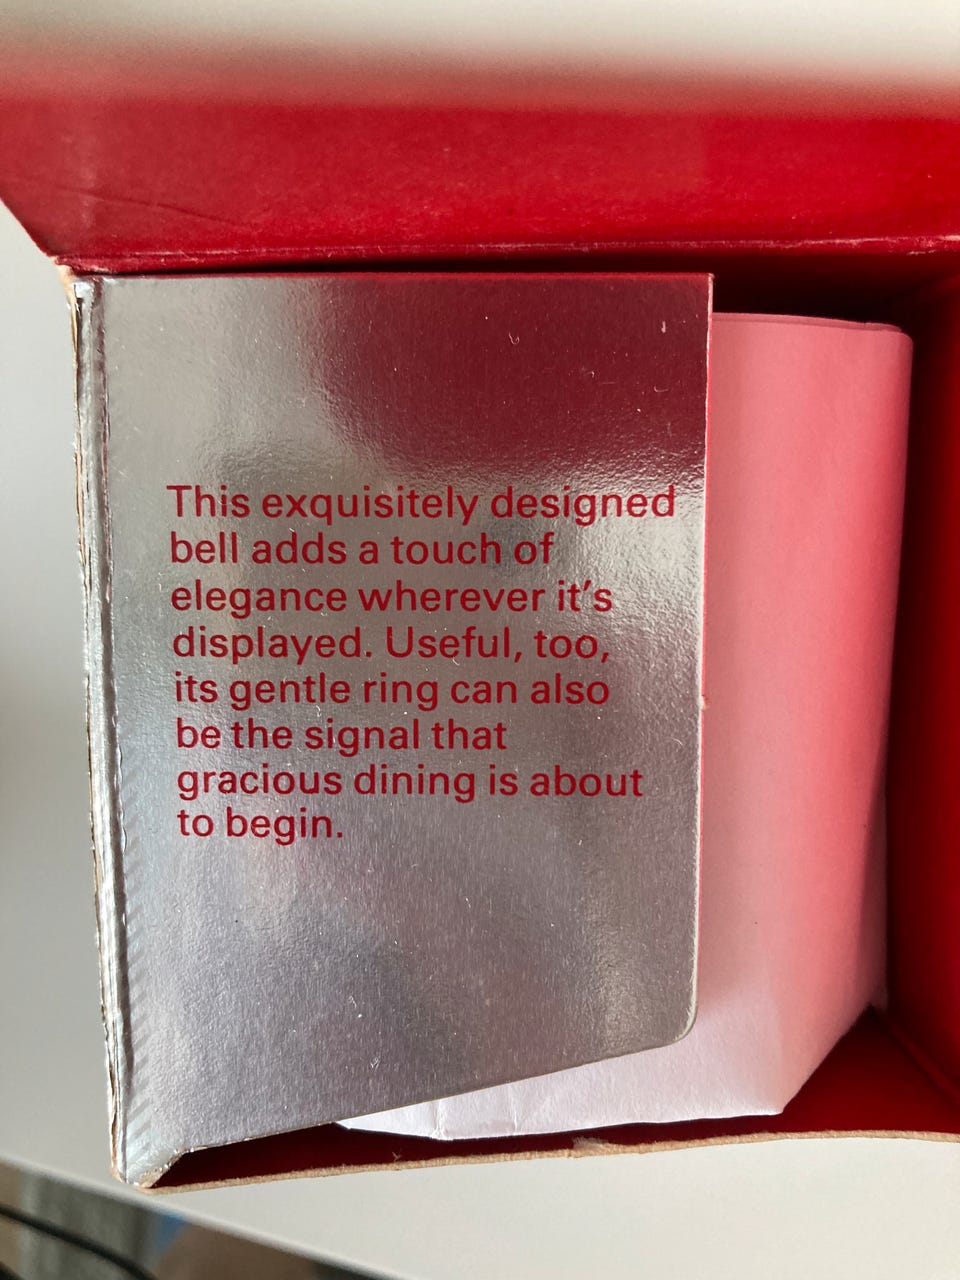 This exquisitely designed
bell adds a touch of
elegance wherever it's
displayed. Useful, too,
its gentle ring can also
be the signal that
gracious dining is about
to begin.